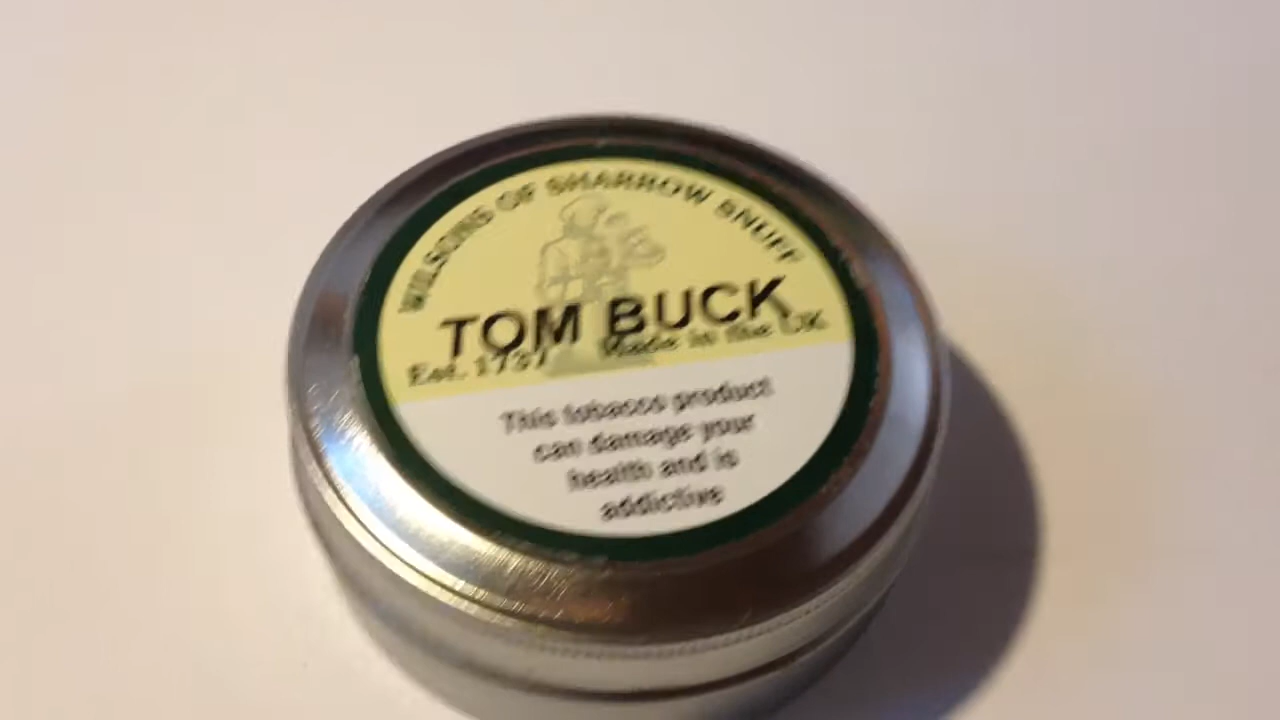 WILSONS OF SHARROW SNUFF
TOM BUCK
Est. 1737 Made in the UK
This tobacco product
can damage your
health and is
addictive